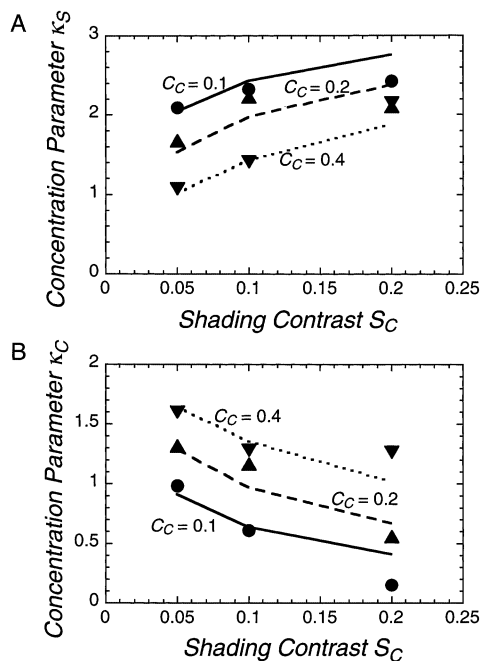 A
Concentration Parameter κS
3
2
1
0
CC = 0.1
CC = 0.2
CC = 0.4
0 0.05 0.1 0.15 0.2 0.25
Shading Contrast SC
B
Concentration Parameter κC
2
1.5
1
0.5
0
CC = 0.4
CC = 0.2
CC = 0.1
0 0.05 0.1 0.15 0.2 0.25
Shading Contrast SC